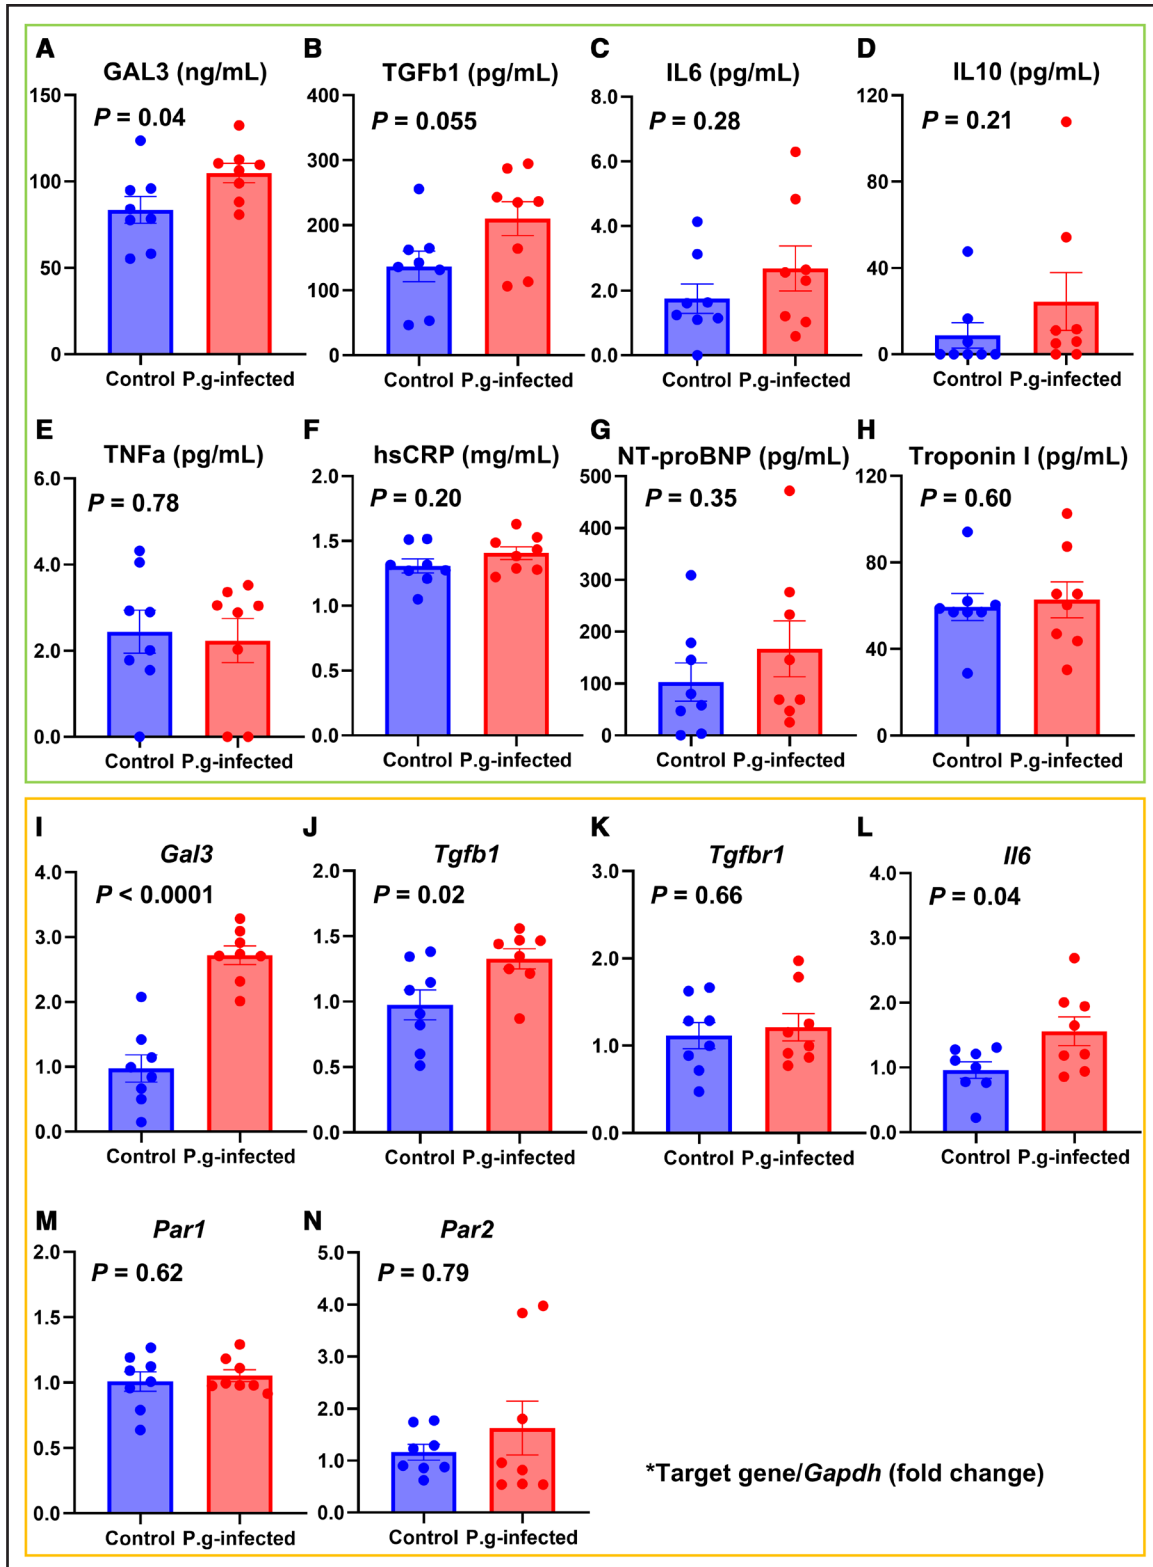 A
GAL3 (ng/mL)
P = 0.04
150
100
50
0
Control P.g-infected
B
TGFb1 (pg/mL)
P = 0.055
400
300
200
100
0
Control P.g-infected
C
IL6 (pg/mL)
P = 0.28
8.0
6.0
4.0
2.0
0.0
Control P.g-infected
D
IL10 (pg/mL)
P = 0.21
120
80
40
0
Control P.g-infected
E
TNFa (pg/mL)
P = 0.78
6.0
4.0
2.0
0.0
Control P.g-infected
F
hsCRP (mg/mL)
P = 0.20
2.0
1.5
1.0
0.5
0.0
Control P.g-infected
G
NT-proBNP (pg/mL)
P = 0.35
500
400
300
200
100
0
Control P.g-infected
H
Troponin I (pg/mL)
P = 0.60
120
80
40
0
Control P.g-infected
I
Gal3
P < 0.0001
4.0
3.0
2.0
1.0
0.0
Control P.g-infected
J
Tgfb1
P = 0.02
2.0
1.5
1.0
0.5
0.0
Control P.g-infected
K
Tgfbr1
P = 0.66
3.0
2.0
1.0
0.0
Control P.g-infected
L
Il6
P = 0.04
4.0
3.0
2.0
1.0
0.0
Control P.g-infected
M
Par1
P = 0.62
2.0
1.5
1.0
0.5
0.0
Control P.g-infected
N
Par2
P = 0.79
5.0
4.0
3.0
2.0
1.0
0.0
Control P.g-infected
*Target gene/Gapdh (fold change)